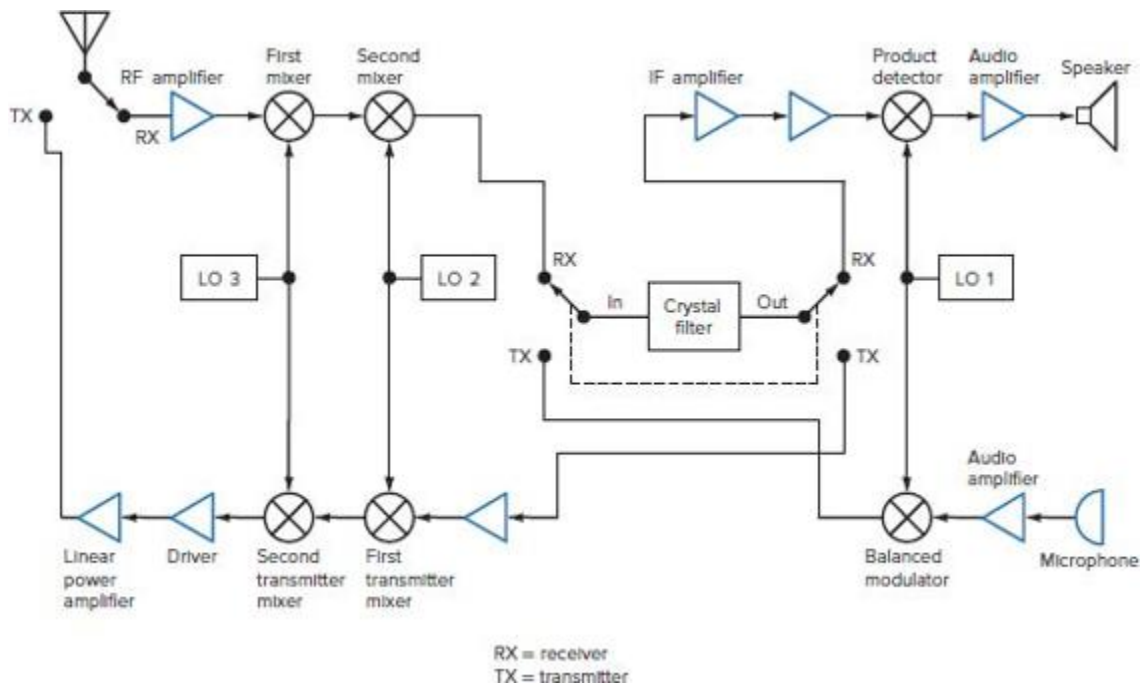 RF amplifier
First
mixer
Second
mixer
IF amplifier
Product
detector
Audio
amplifier
Speaker
TX
RX
LO 3
LO 2
RX
In
Crystal
filter
Out
RX
LO 1
TX
TX
Audio
amplifier
Linear
power
amplifier
Driver
Second
transmitter
mixer
First
transmitter
mixer
Balanced
modulator
Microphone
RX = receiver
TX = transmitter